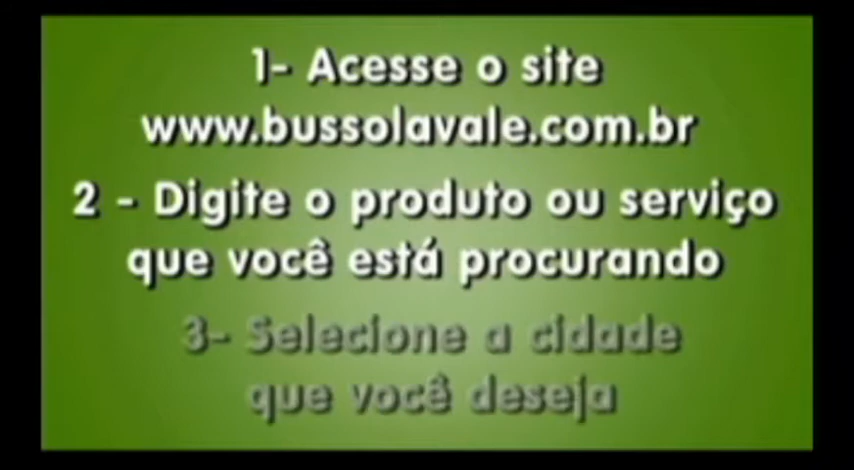 1- Acesse o site
www.bussolavale.com.br
2 - Digite o produto ou serviço
que você está procurando
3- Selecione a cidade
que você deseja